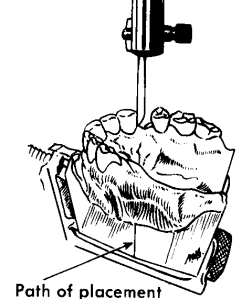 Path of placement